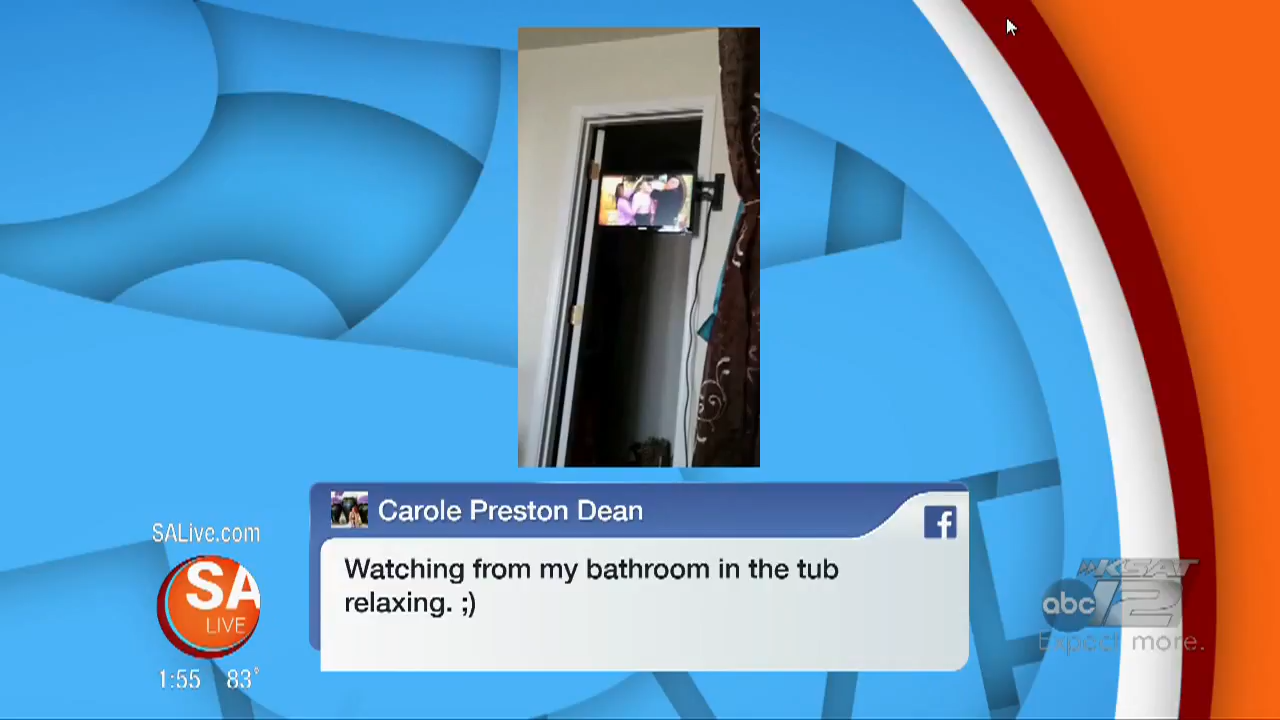 Carole Preston Dean
Watching from my bathroom in the tub
relaxing. ;)
SALive.com
SA
LIVE
1:55 83°
KSAT
abc 12
Expect more.